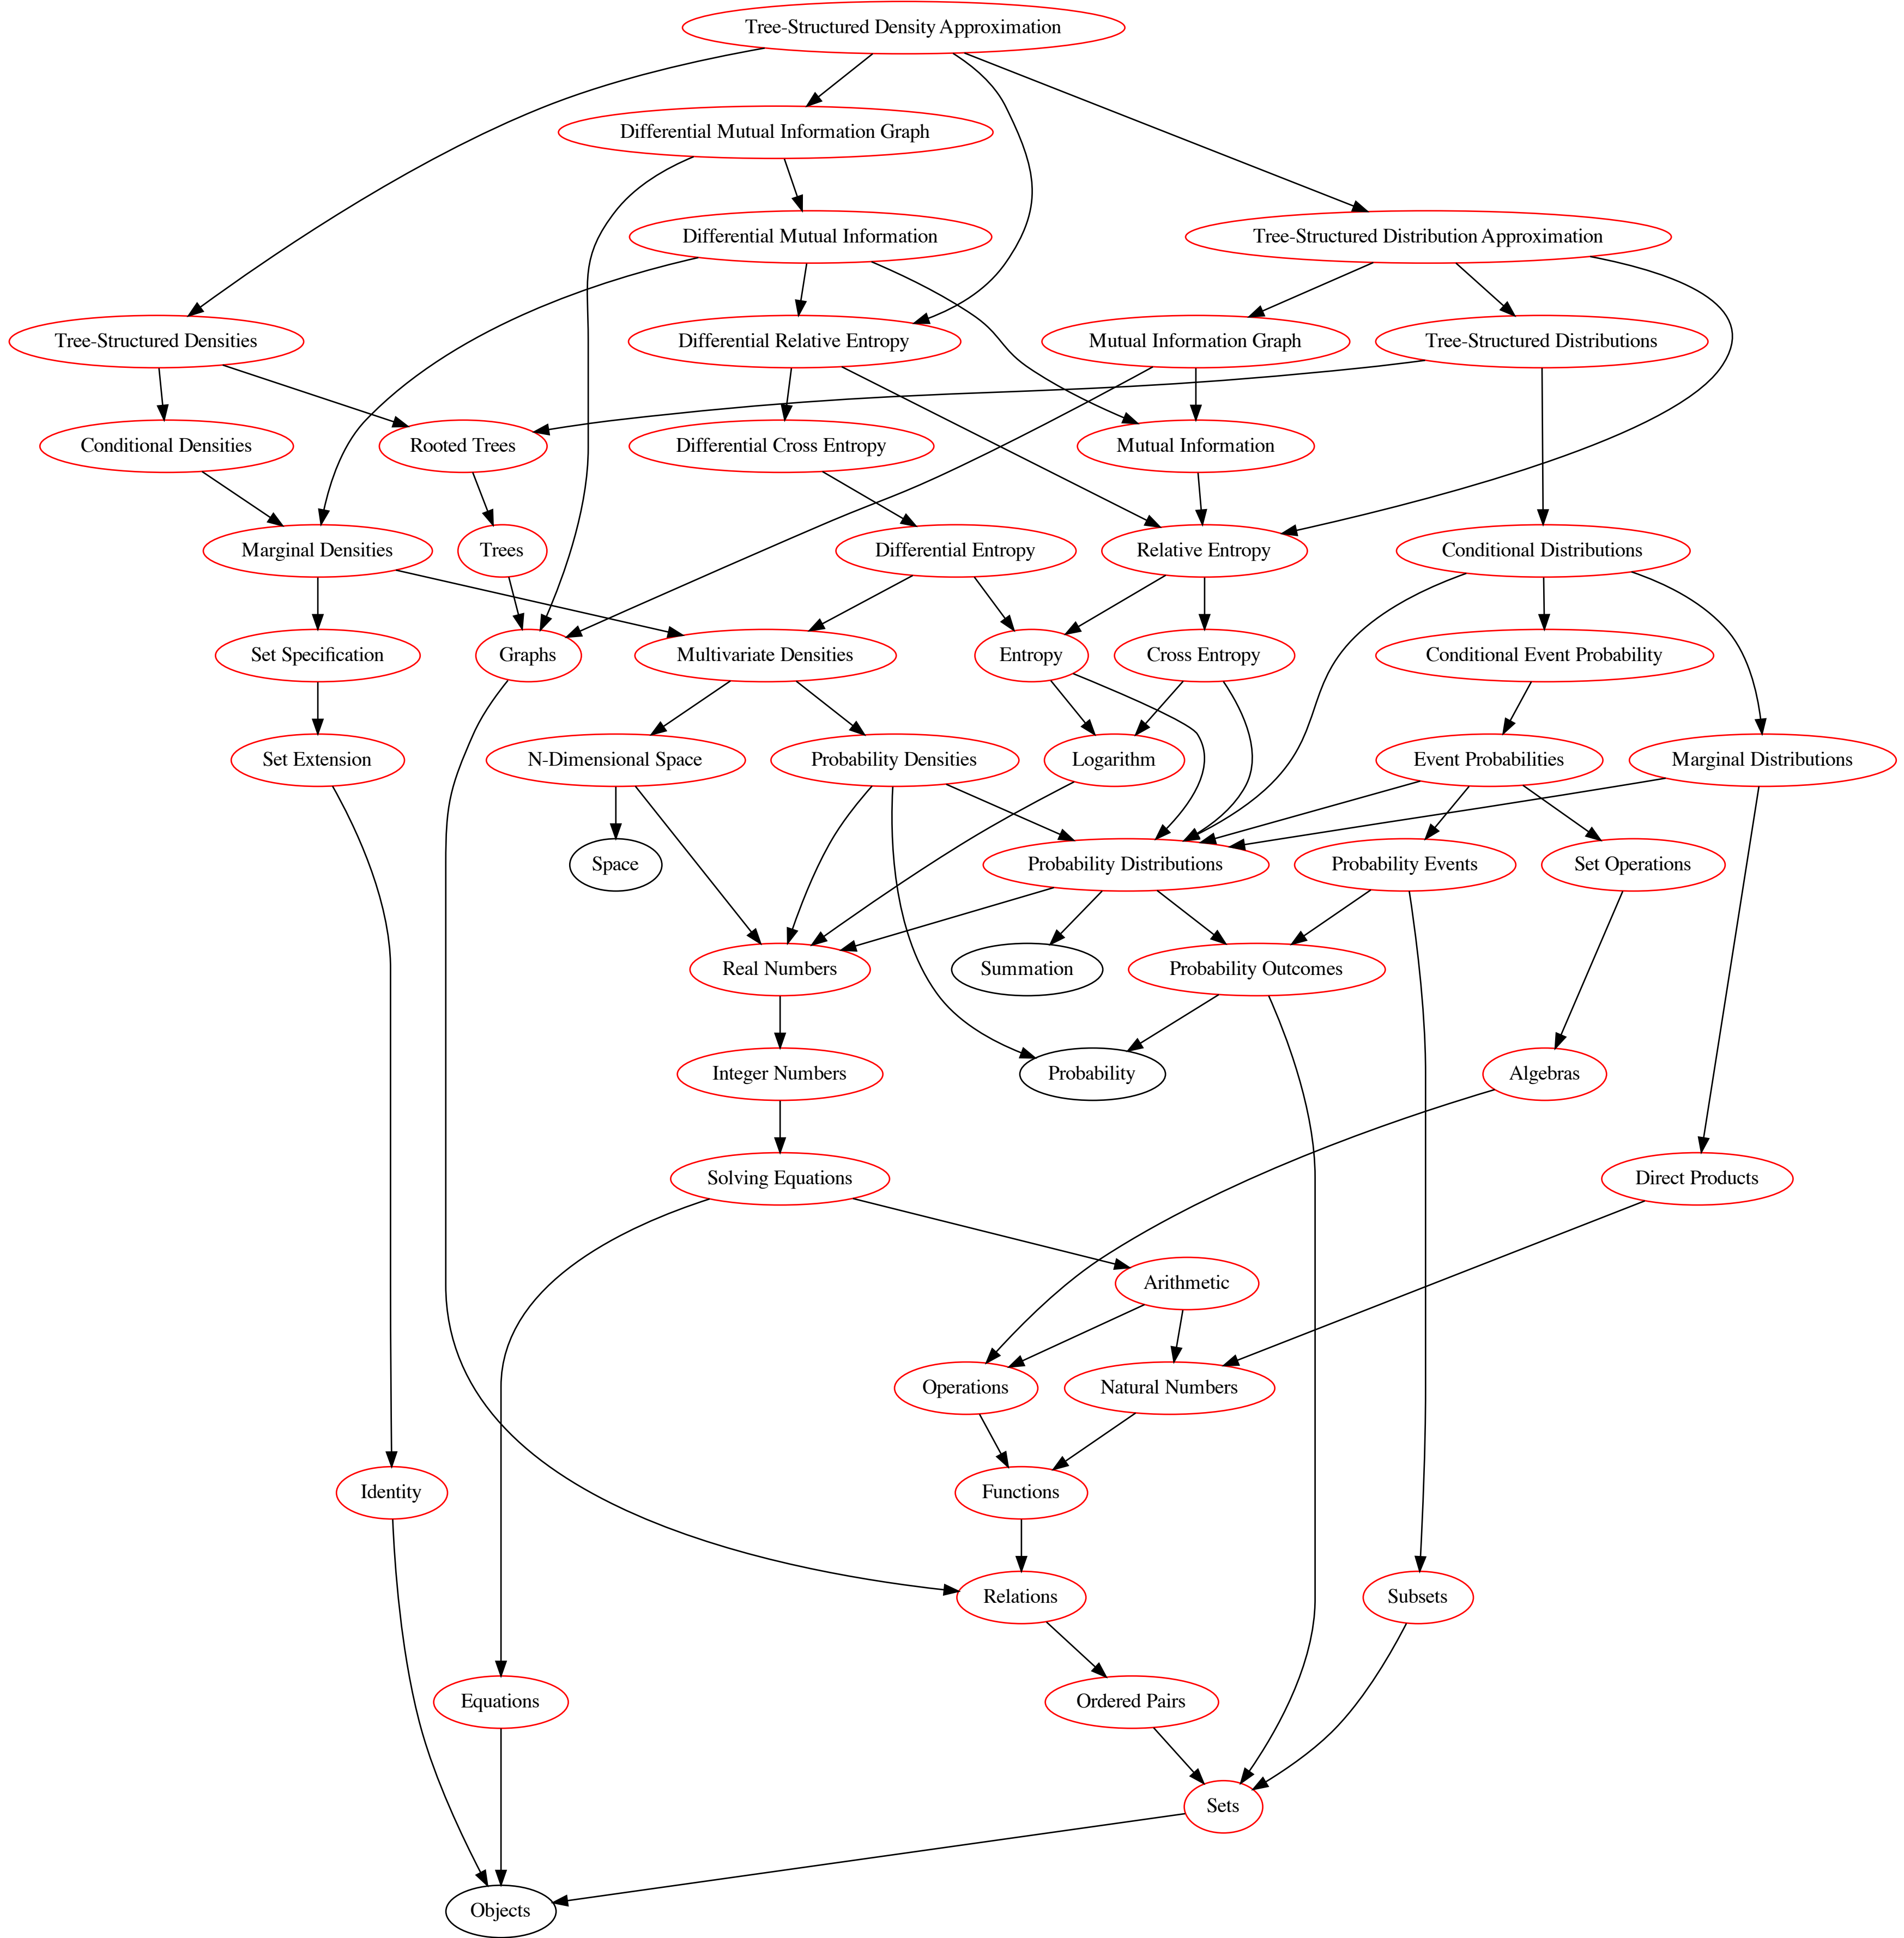 Tree-Structured Density Approximation
Differential Mutual Information Graph
Differential Mutual Information
Tree-Structured Distribution Approximation
Tree-Structured Densities
Differential Relative Entropy
Mutual Information Graph
Tree-Structured Distributions
Conditional Densities
Rooted Trees
Differential Cross Entropy
Mutual Information
Marginal Densities
Trees
Differential Entropy
Relative Entropy
Conditional Distributions
Set Specification
Graphs
Multivariate Densities
Entropy
Cross Entropy
Conditional Event Probability
Set Extension
N-Dimensional Space
Probability Densities
Logarithm
Event Probabilities
Marginal Distributions
Space
Probability Distributions
Probability Events
Set Operations
Real Numbers
Summation
Probability Outcomes
Integer Numbers
Probability
Algebras
Solving Equations
Direct Products
Arithmetic
Operations
Natural Numbers
Identity
Functions
Relations
Subsets
Equations
Ordered Pairs
Sets
Objects